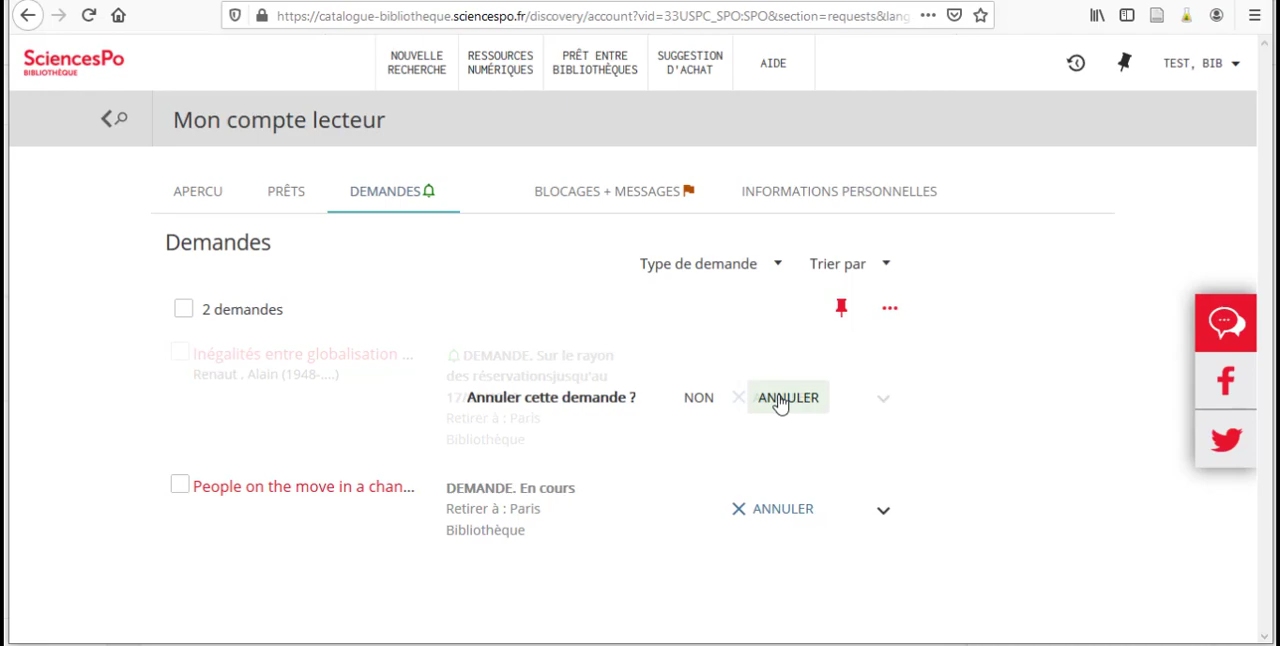 https://catalogue-bibliotheque.sciencespo.fr/discovery/account?vid=33USPC_SPO:SPO&section=requests&lang
SciencesPo
BIBLIOTHÈQUE
NOUVELLE
RECHERCHE
RESSOURCES
NUMÉRIQUES
PRÊT ENTRE
BIBLIOTHÈQUES
SUGGESTION
D'ACHAT
AIDE
TEST, BIB
Mon compte lecteur
APERCU
PRÊTS
DEMANDES
BLOCAGES + MESSAGES
INFORMATIONS PERSONNELLES
Demandes
Type de demande
Trier par
2 demandes
Inégalités entre globalisation ...
Renaut . Alain (1948-....)
DEMANDE. Sur le rayon
des réservationsjusqu'au
17/
Annuler cette demande ?
NON
ANNULER
Retirer à : Paris
Bibliothèque
People on the move in a chan...
DEMANDE. En cours
Retirer à : Paris
Bibliothèque
ANNULER